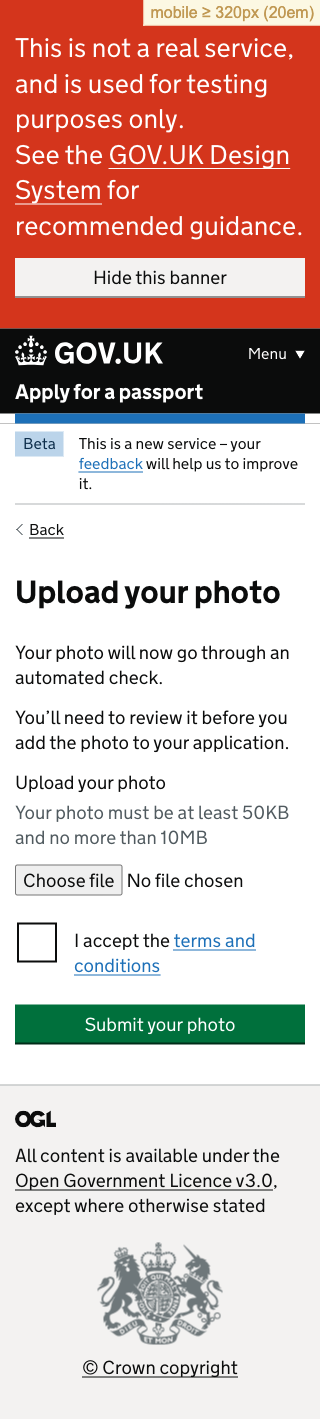 mobile ≥ 320px (20em)
This is not a real service,
and is used for testing
purposes only.
See the GOV.UK Design
System for
recommended guidance.
Hide this banner
GOV.UK
Menu ▼
Apply for a passport
Beta
This is a new service – your
feedback will help us to improve
it.
Back
Upload your photo
Your photo will now go through an
automated check.
You’ll need to review it before you
add the photo to your application.
Upload your photo
Your photo must be at least 50KB
and no more than 10MB
Choose file No file chosen
I accept the terms and
conditions
Submit your photo
OGL
All content is available under the
Open Government Licence v3.0,
except where otherwise stated
DIEU ET MON
© Crown copyright